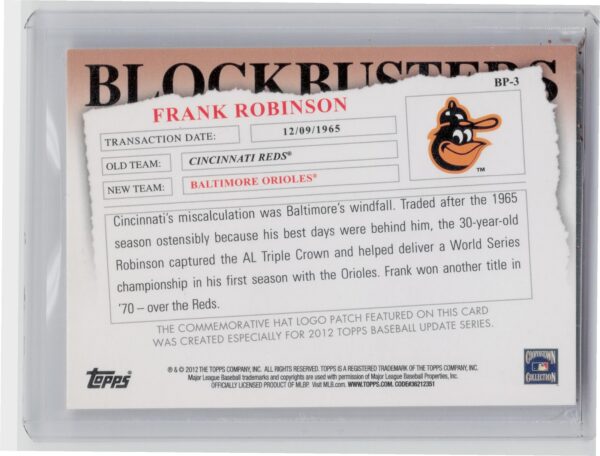 BLOCKBUSTERS
BP-3
FRANK ROBINSON
TRANSACTION DATE: 12/09/1965
OLD TEAM: CINCINNATI REDS®
NEW TEAM: BALTIMORE ORIOLES®
TM
Cincinnati's miscalculation was Baltimore's windfall. Traded after the 1965
season ostensibly because his best days were behind him, the 30-year-old
Robinson captured the AL Triple Crown and helped deliver a World Series
championship in his first season with the Orioles. Frank won another title in
'70 – over the Reds.
THE COMMEMORATIVE HAT LOGO PATCH FEATURED ON THIS CARD
WAS CREATED ESPECIALLY FOR 2012 TOPPS BASEBALL UPDATE SERIES.
topps
® & © 2012 THE TOPPS COMPANY, INC. ALL RIGHTS RESERVED. TOPPS IS A REGISTERED TRADEMARK OF THE TOPPS COMPANY, INC.
Major League Baseball trademarks and copyrights are used with permission of Major League Baseball Properties, Inc.
OFFICIALLY LICENSED PRODUCT OF MLBP. Visit MLB.com. WWW.TOPPS.COM. CODE#36212351
COOPERSTOWN
COLLECTION